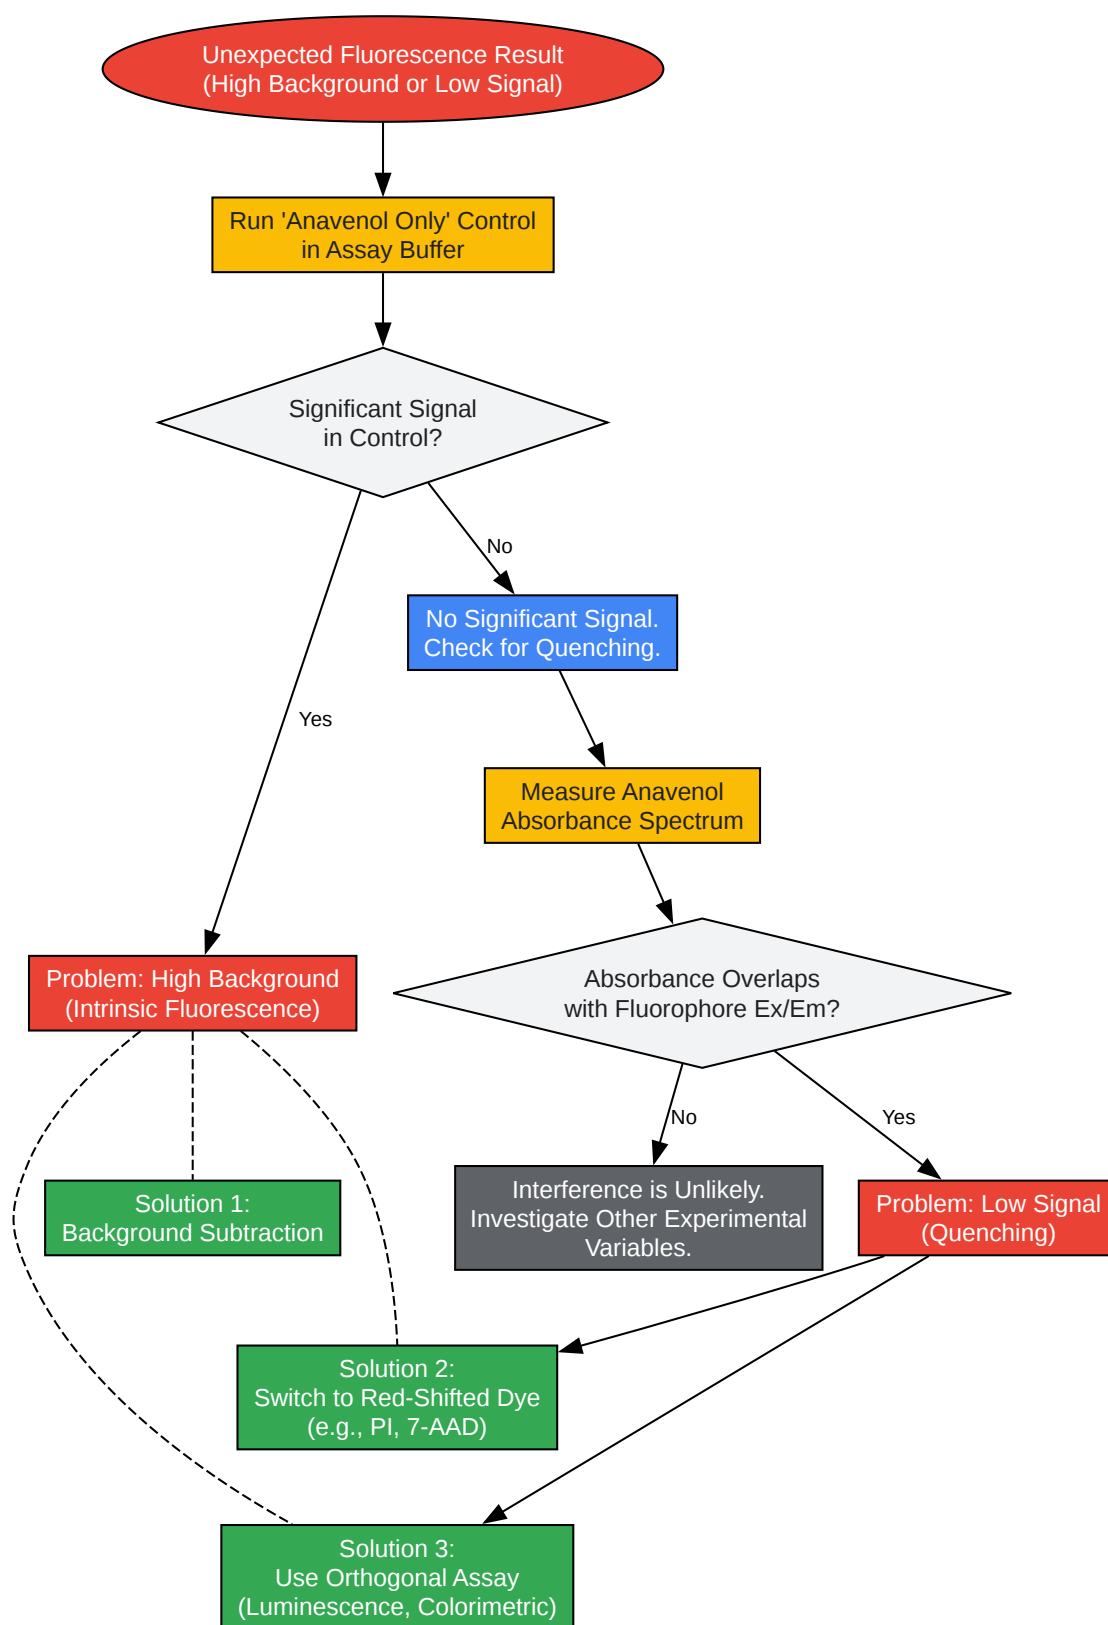 Unexpected Fluorescence Result
(High Background or Low Signal)
Run 'Anavenol Only' Control
in Assay Buffer
Significant Signal
in Control?
No
No Significant Signal.
Check for Quenching.
Yes
Measure Anavenol
Absorbance Spectrum
Problem: High Background
(Intrinsic Fluorescence)
Absorbance Overlaps
with Fluorophore Ex/Em?
No
Yes
Solution 1:
Background Subtraction
Interference is Unlikely.
Investigate Other Experimental
Variables.
Problem: Low Signal
(Quenching)
Solution 2:
Switch to Red-Shifted Dye
(e.g., PI, 7-AAD)
Solution 3:
Use Orthogonal Assay
(Luminescence, Colorimetric)